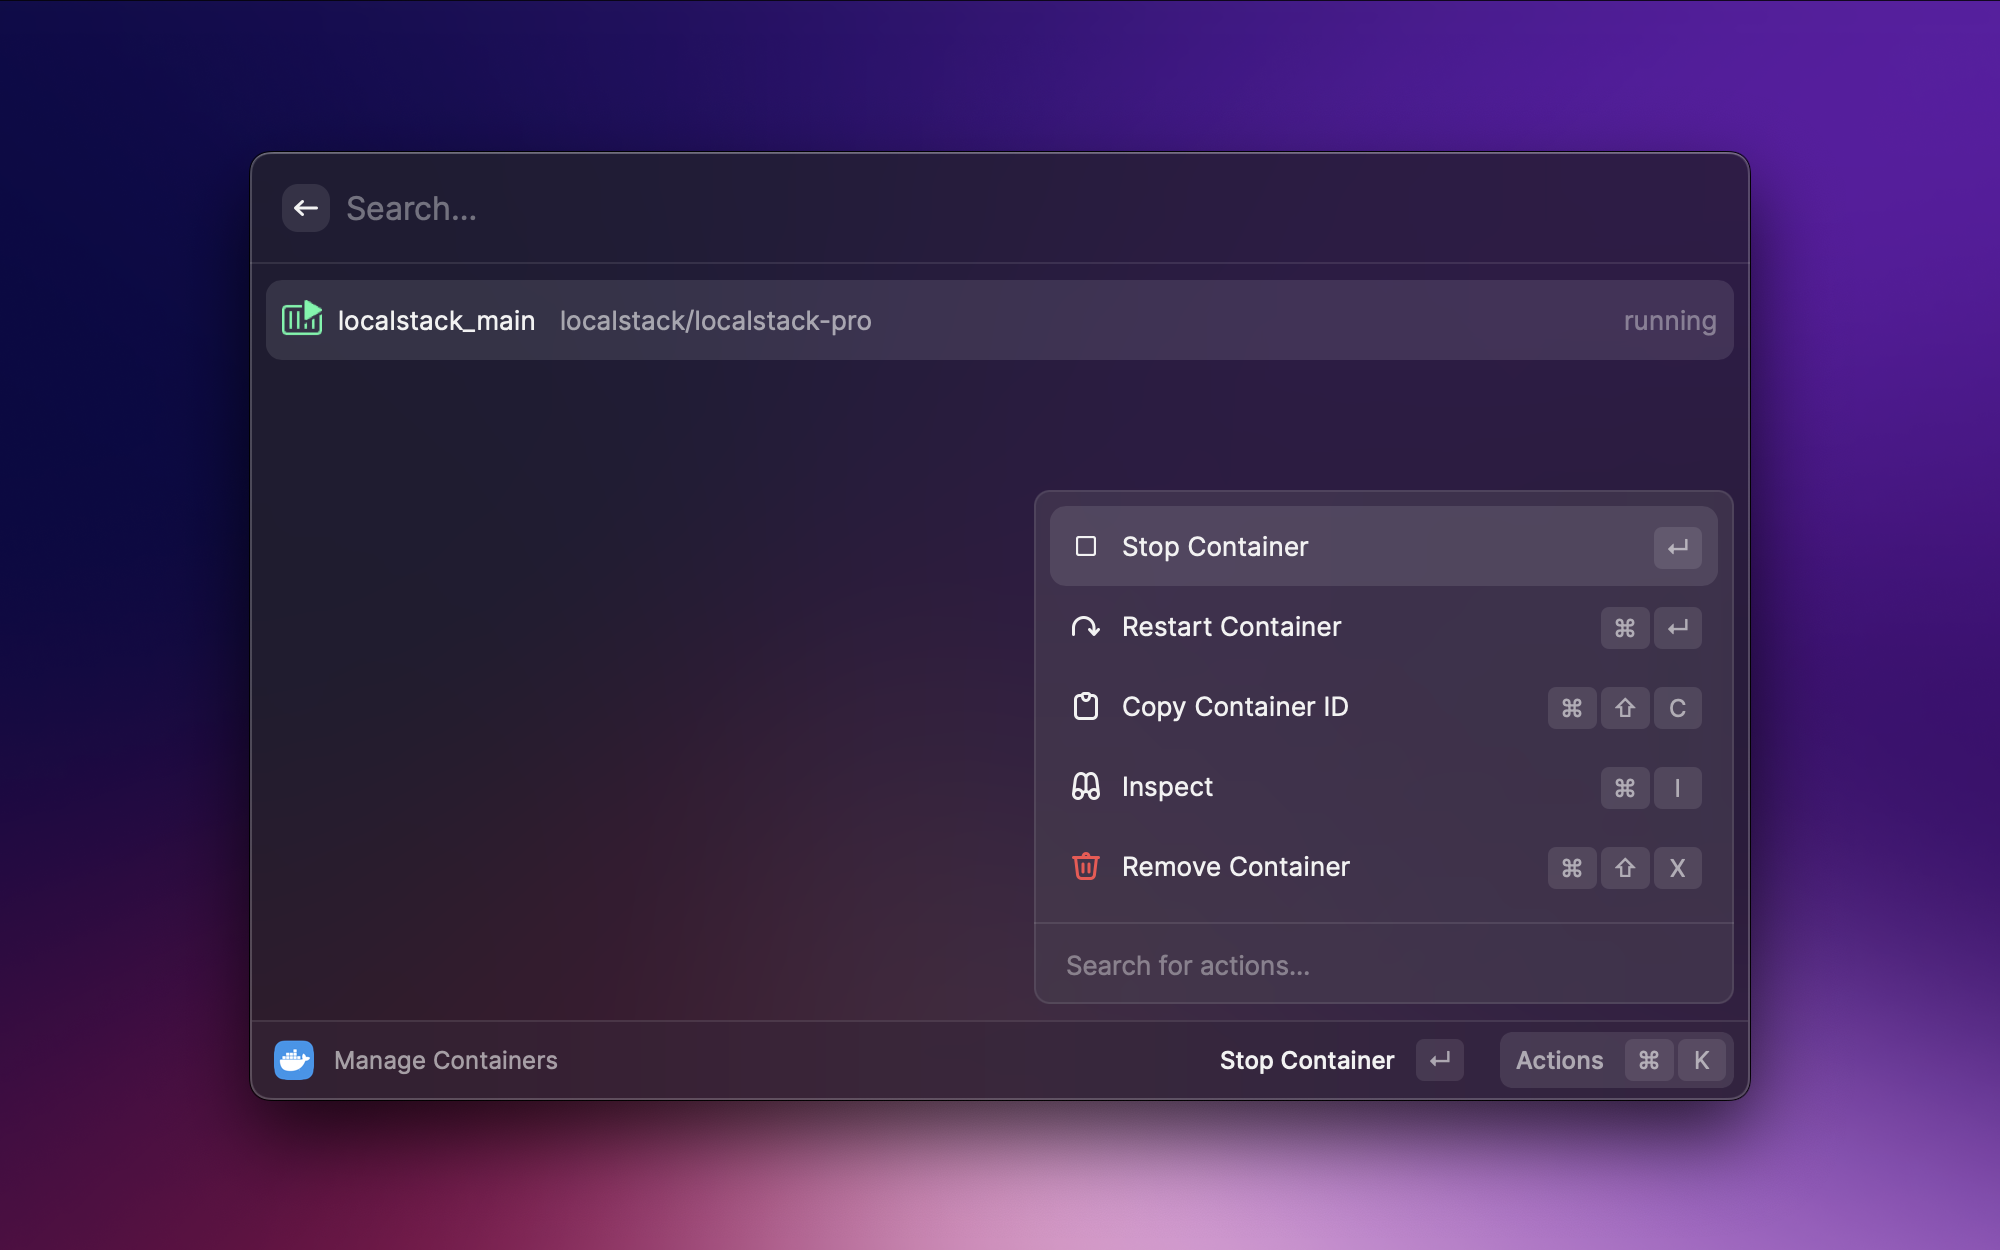 Search...
localstack_main localstack/localstack-pro running
Stop Container ↵
Restart Container ⌘ ↵
Copy Container ID ⌘ ⇧ C
Inspect ⌘ I
Remove Container ⌘ ⇧ X
Search for actions...
Manage Containers Stop Container ↵ Actions ⌘ K